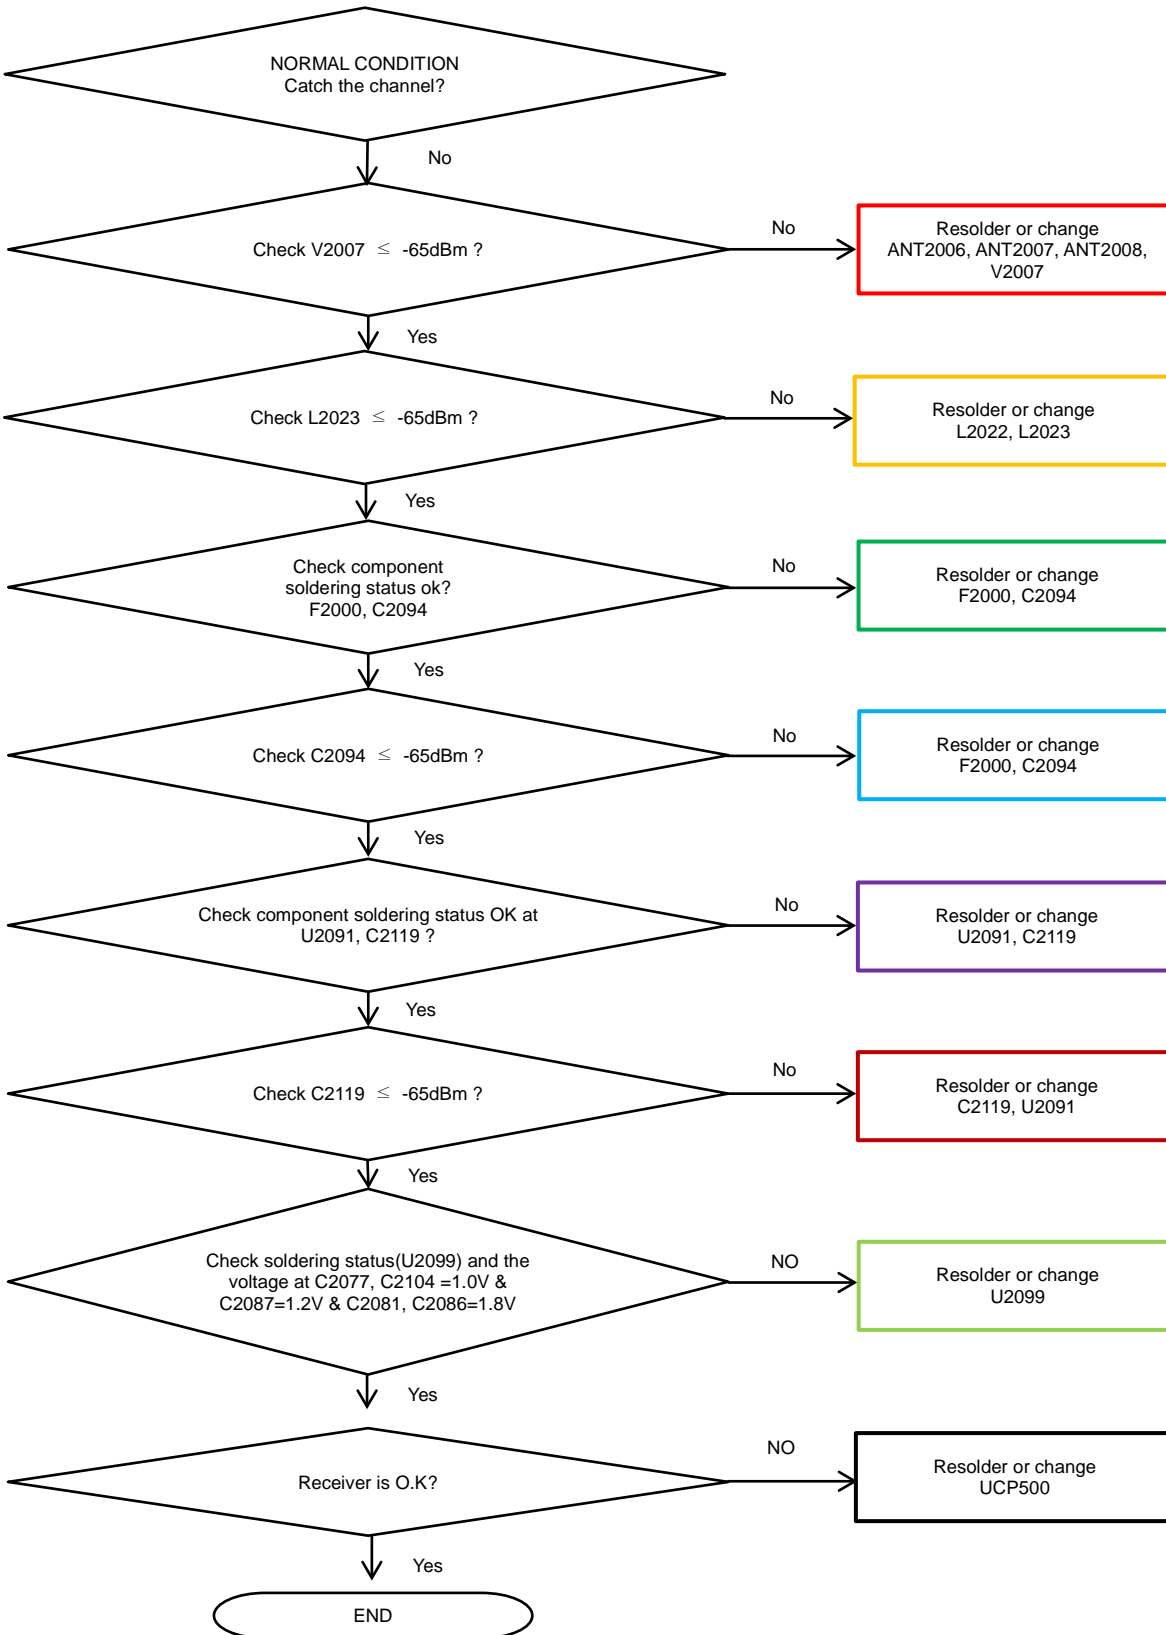 NORMAL CONDITION
Catch the channel?
No
Check V2007 ≤ -65dBm ?
No
Resolder or change
ANT2006, ANT2007, ANT2008,
V2007
Yes
Check L2023 ≤ -65dBm ?
No
Resolder or change
L2022, L2023
Yes
Check component
soldering status ok?
F2000, C2094
No
Resolder or change
F2000, C2094
Yes
Check C2094 ≤ -65dBm ?
No
Resolder or change
F2000, C2094
Yes
Check component soldering status OK at
U2091, C2119 ?
No
Resolder or change
U2091, C2119
Yes
Check C2119 ≤ -65dBm ?
No
Resolder or change
C2119, U2091
Yes
Check soldering status(U2099) and the
voltage at C2077, C2104 =1.0V &
C2087=1.2V & C2081, C2086=1.8V
NO
Resolder or change
U2099
Yes
Receiver is O.K?
NO
Resolder or change
UCP500
Yes
END